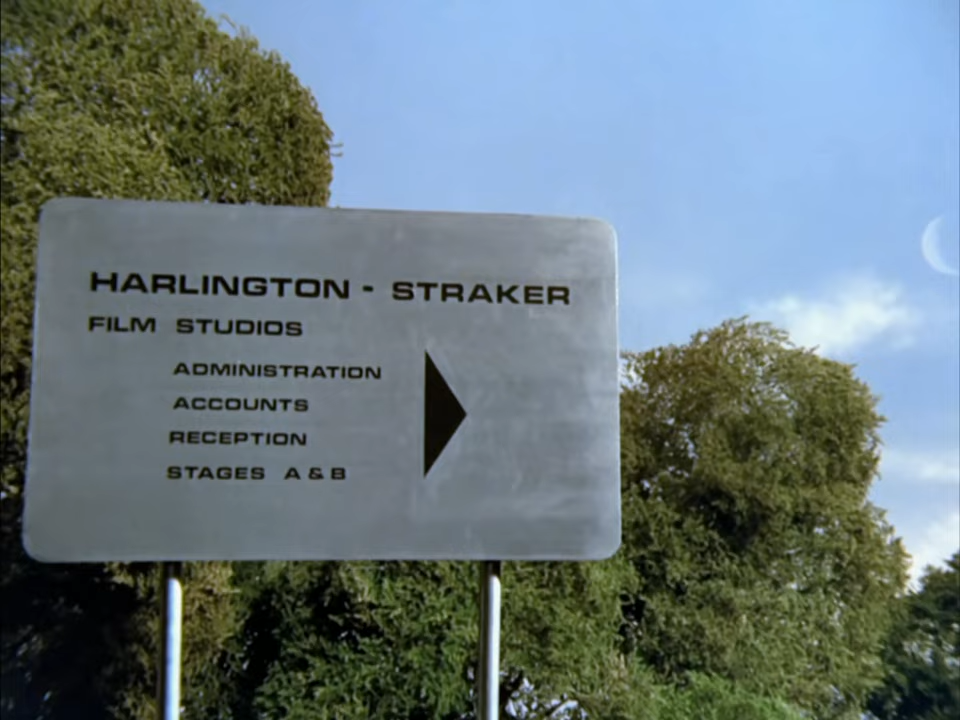 HARLINGTON - STRAKER
FILM STUDIOS
ADMINISTRATION
ACCOUNTS
RECEPTION
STAGES A & B